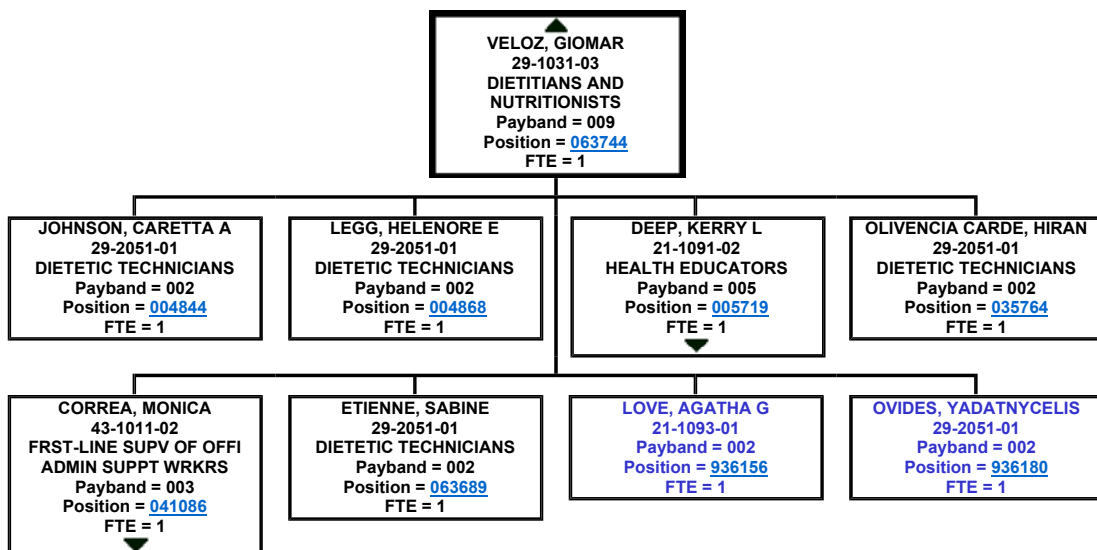 VELOZ, GIOMAR
29-1031-03
DIETITIANS AND
NUTRITIONISTS
Payband = 009
Position = 063744
FTE = 1
JOHNSON, CARETTA A
29-2051-01
DIETETIC TECHNICIANS
Payband = 002
Position = 004844
FTE = 1
LEGG, HELENORE E
29-2051-01
DIETETIC TECHNICIANS
Payband = 002
Position = 004868
FTE = 1
DEEP, KERRY L
21-1091-02
HEALTH EDUCATORS
Payband = 005
Position = 005719
FTE = 1
OLIVENCIA CARDE, HIRAN
29-2051-01
DIETETIC TECHNICIANS
Payband = 002
Position = 035764
FTE = 1
CORREA, MONICA
43-1011-02
FRST-LINE SUPV OF OFFI
ADMIN SUPPT WRKRS
Payband = 003
Position = 041086
FTE = 1
ETIENNE, SABINE
29-2051-01
DIETETIC TECHNICIANS
Payband = 002
Position = 063689
FTE = 1
LOVE, AGATHA G
21-1093-01
Payband = 002
Position = 936156
FTE = 1
OVIDES, YADATNYCELIS
29-2051-01
Payband = 002
Position = 936180
FTE = 1